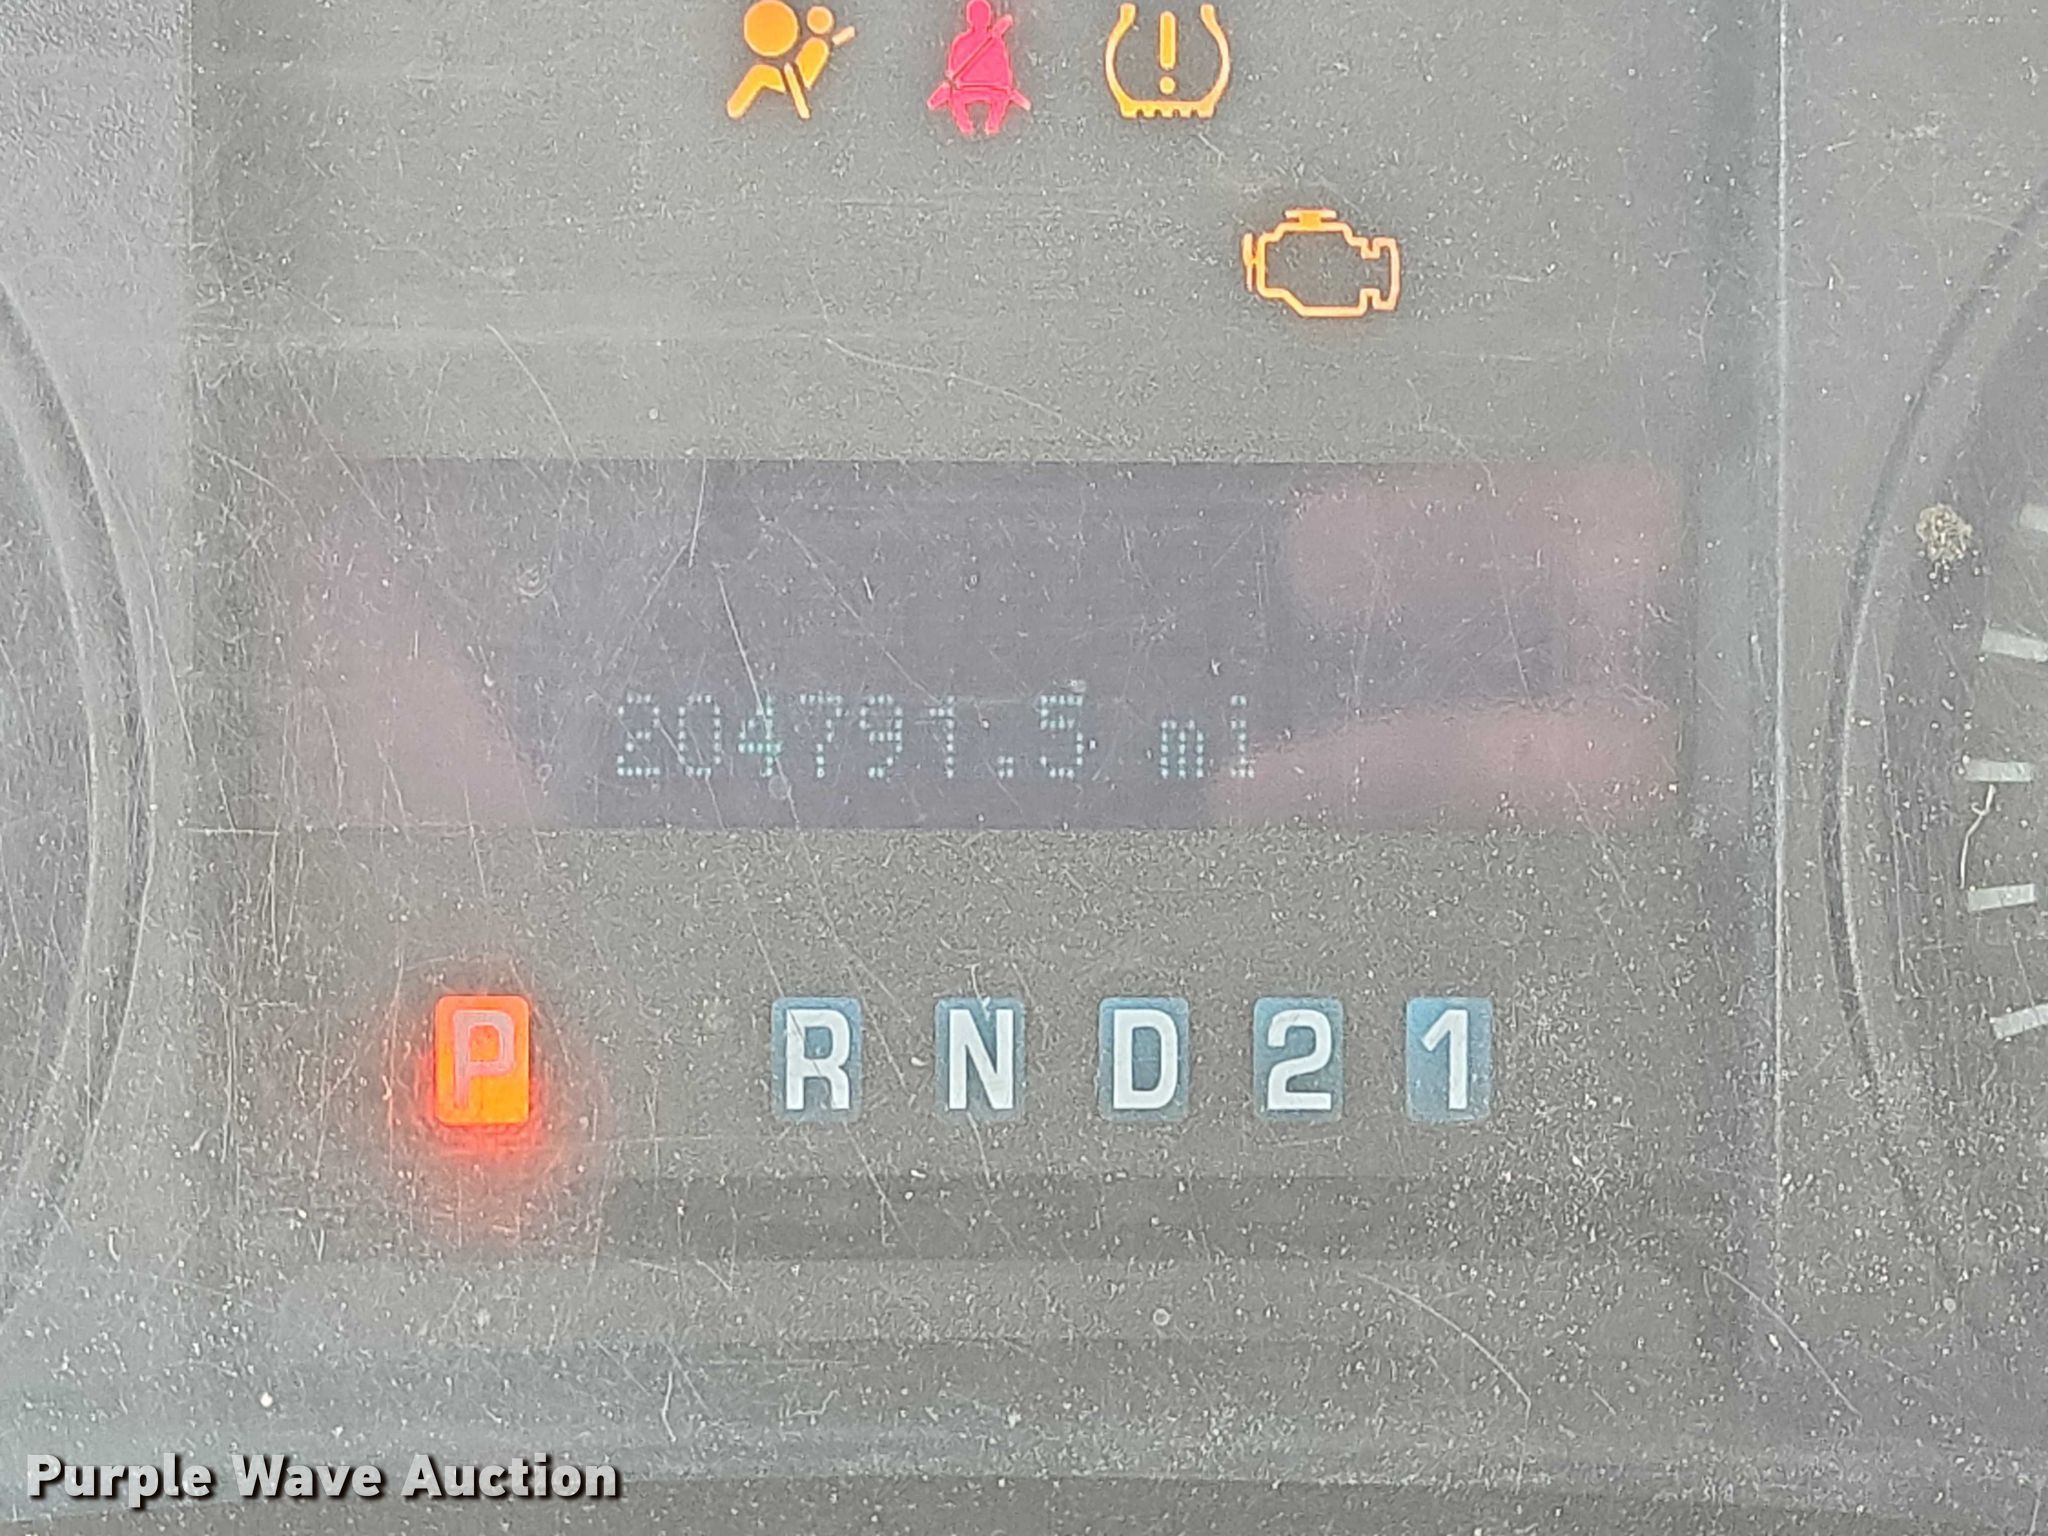 204791.5 mi
P R N D 2 1
Purple Wave Auction